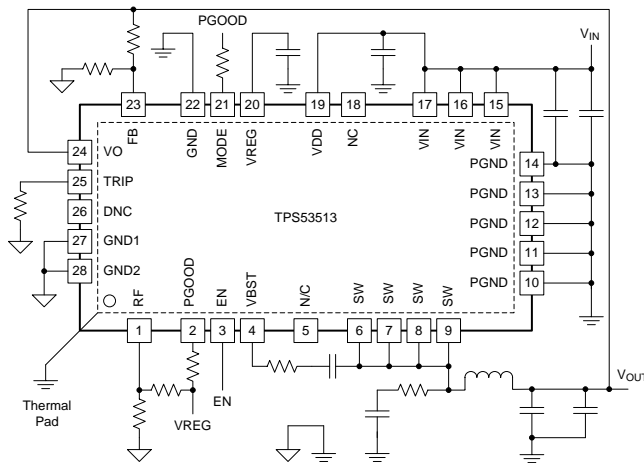 PGOOD
VIN
23 22 21 20 19 18 17 16 15
FB GND MODE VREG VDD NC VIN VIN VIN
24 VO
25 TRIP
26 DNC
27 GND1
28 GND2
TPS53513
PGND 14
PGND 13
PGND 12
PGND 11
PGND 10
RF PGOOD EN VBST N/C SW SW SW SW
1 2 3 4 5 6 7 8 9
VREG
EN
VOUT
Thermal
Pad